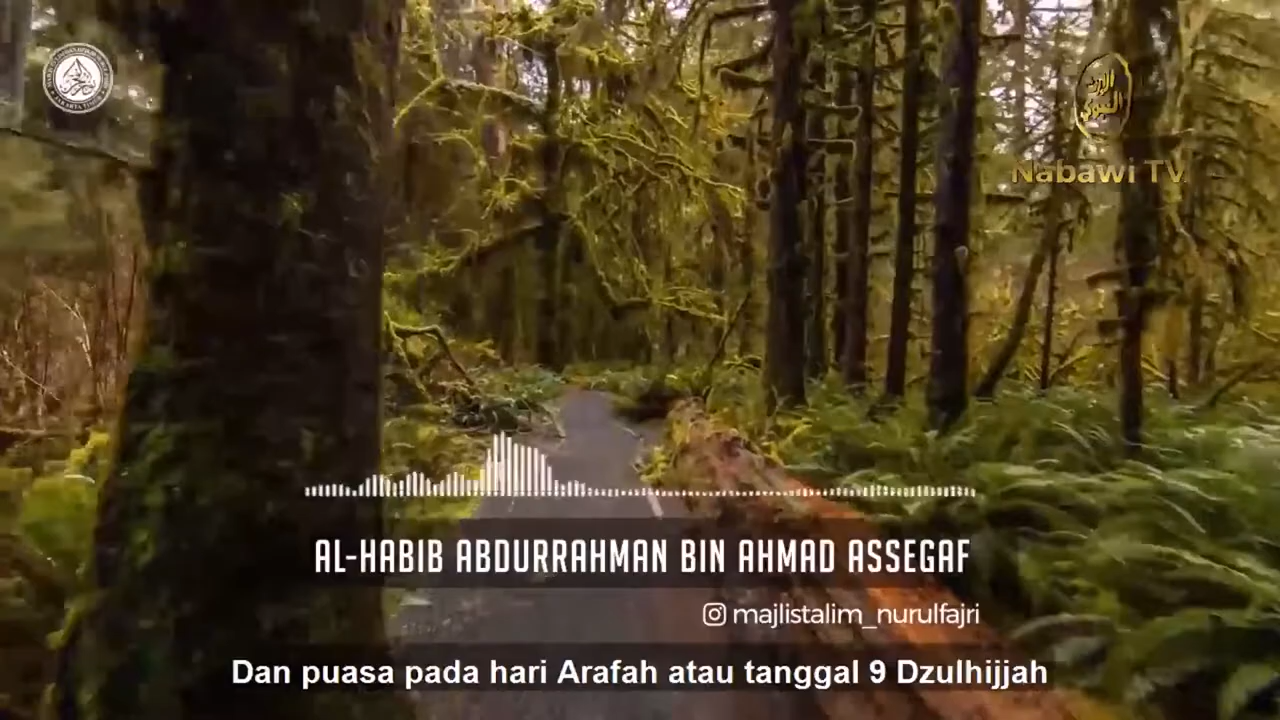 Nabawi TV
AL-HABIB ABDURRAHMAN BIN AHMAD ASSEGAF
majlistalim_nurulfajri
Dan puasa pada hari Arafah atau tanggal 9 Dzulhijjah